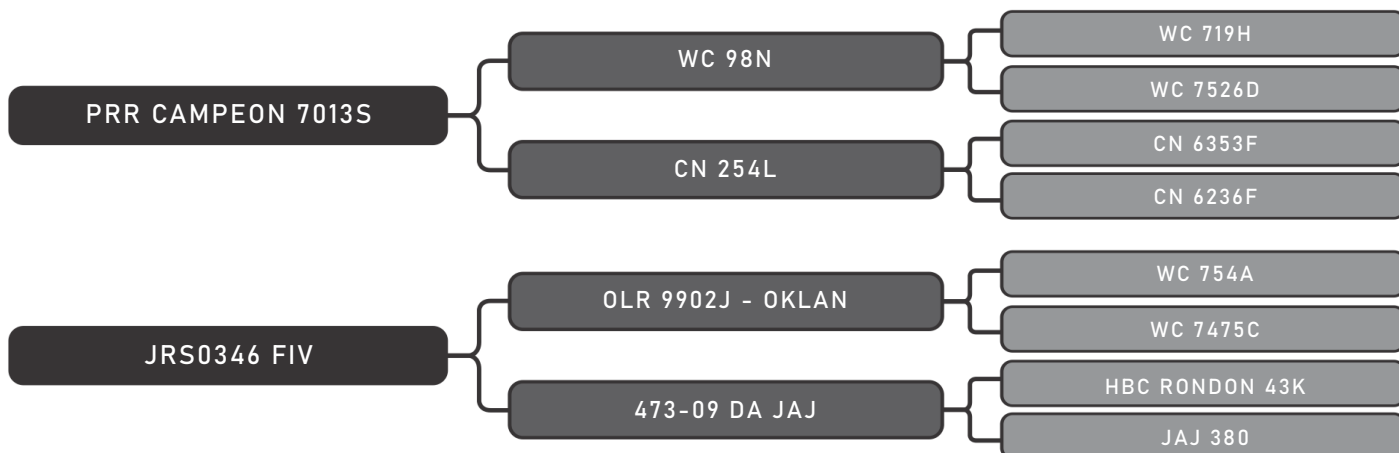 PRR CAMPEON 7013S
WC 98N
WC 719H
WC 7526D
CN 254L
CN 6353F
CN 6236F
JRS0346 FIV
OLR 9902J - OKLAN
WC 754A
WC 7475C
473-09 DA JAJ
HBC RONDON 43K
JAJ 380